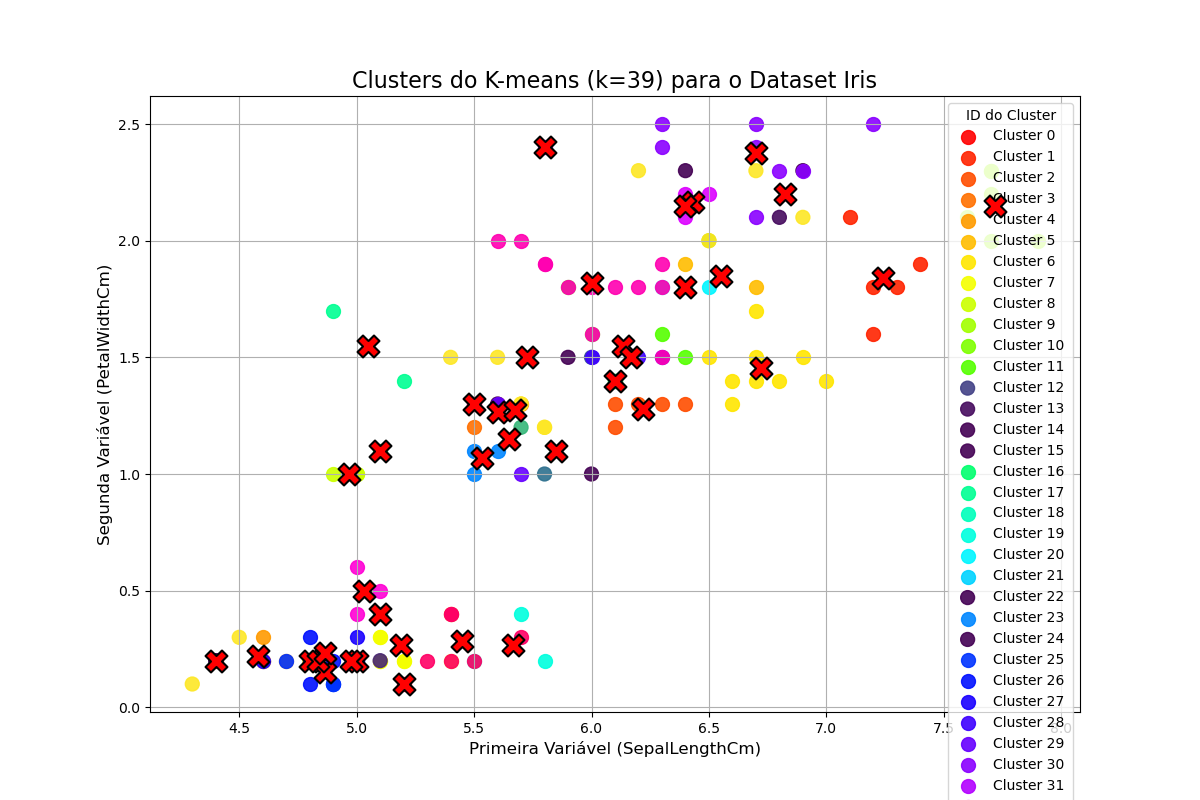 Clusters do K-means (k=39) para o Dataset Iris
Segunda Variável (PetalWidthCm)
2.5
2.0
1.5
1.0
0.5
0.0
4.5
5.0
5.5
6.0
6.5
7.0
7.5
8.0
Primeira Variável (SepalLengthCm)
ID do Cluster
Cluster 0
Cluster 1
Cluster 2
Cluster 3
Cluster 4
Cluster 5
Cluster 6
Cluster 7
Cluster 8
Cluster 9
Cluster 10
Cluster 11
Cluster 12
Cluster 13
Cluster 14
Cluster 15
Cluster 16
Cluster 17
Cluster 18
Cluster 19
Cluster 20
Cluster 21
Cluster 22
Cluster 23
Cluster 24
Cluster 25
Cluster 26
Cluster 27
Cluster 28
Cluster 29
Cluster 30
Cluster 31